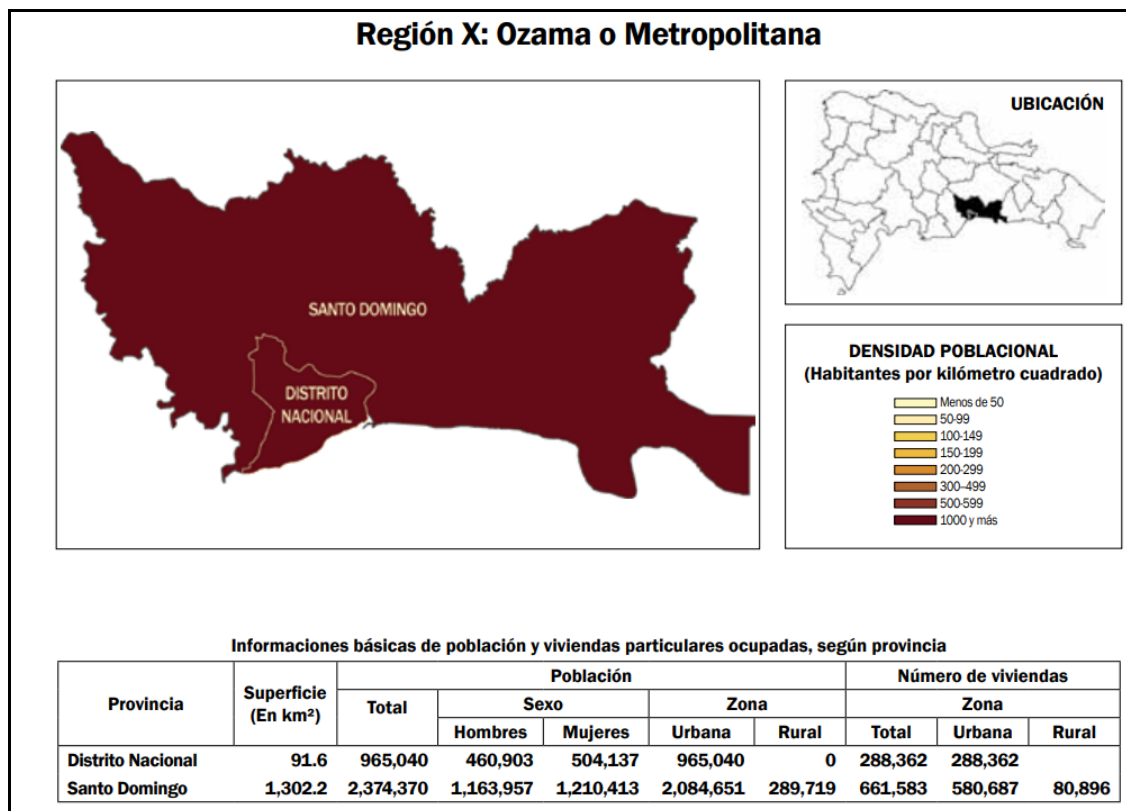 Región X: Ozama o Metropolitana
SANTO DOMINGO
DISTRITO
NACIONAL
UBICACIÓN
DENSIDAD POBLACIONAL
(Habitantes por kilómetro cuadrado)
Menos de 50
50-99
100-149
150-199
200-299
300-499
500-599
1000 y más
Informaciones básicas de población y viviendas particulares ocupadas, según provincia
Provincia Superficie (En km²) Población Número de viviendas
Total Sexo Zona Zona
Hombres Mujeres Urbana Rural Total Urbana Rural
Distrito Nacional 91.6 965,040 460,903 504,137 965,040 0 288,362 288,362
Santo Domingo 1,302.2 2,374,370 1,163,957 1,210,413 2,084,651 289,719 661,583 580,687 80,896